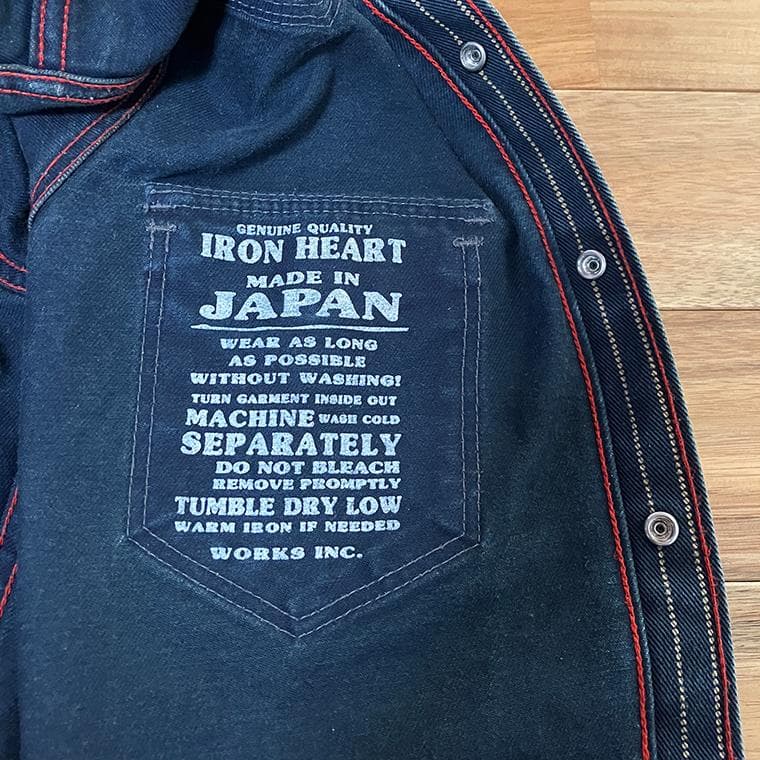 GENUINE QUALITY
IRON HEART
MADE IN
JAPAN
WEAR AS LONG
AS POSSIBLE
WITHOUT WASHING!
TURN GARMENT INSIDE OUT
MACHINE WASH COLD
SEPARATELY
DO NOT BLEACH
REMOVE PROMPTLY
TUMBLE DRY LOW
WARM IRON IF NEEDED
WORKS INC.